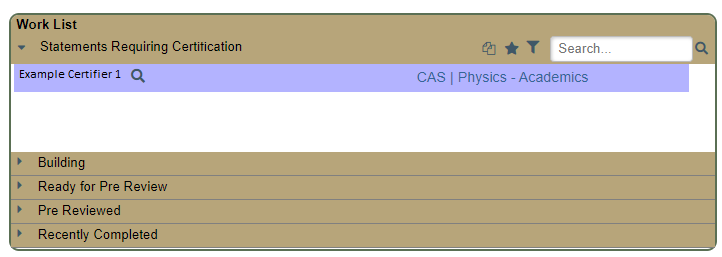 Work List
Statements Requiring Certification
Search...
Example Certifier 1
CAS | Physics - Academics
Building
Ready for Pre Review
Pre Reviewed
Recently Completed